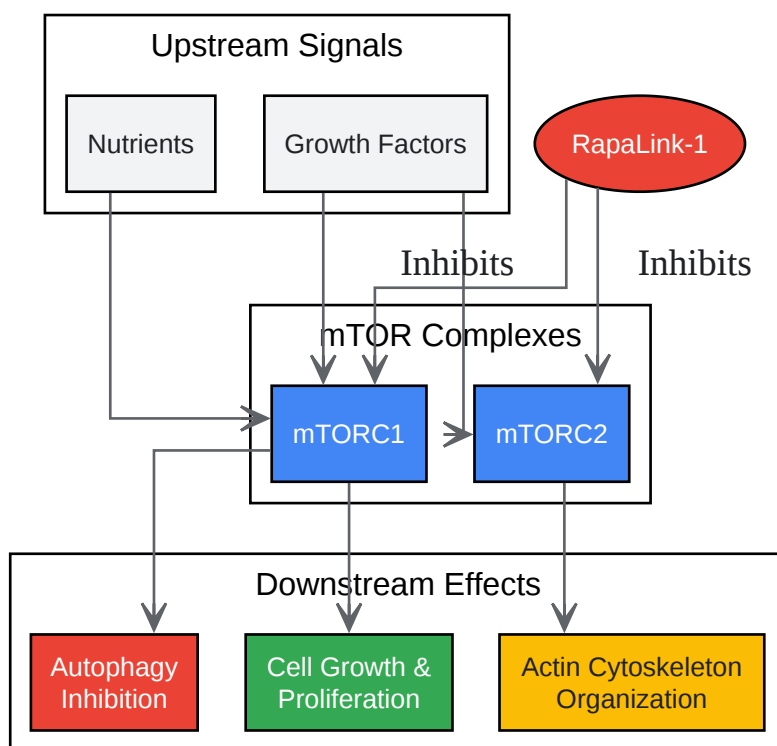 Upstream Signals
Nutrients
Growth Factors
RapaLink-1
Inhibits
Inhibits
mTOR Complexes
mTORC1
mTORC2
Downstream Effects
Autophagy
Inhibition
Cell Growth &
Proliferation
Actin Cytoskeleton
Organization